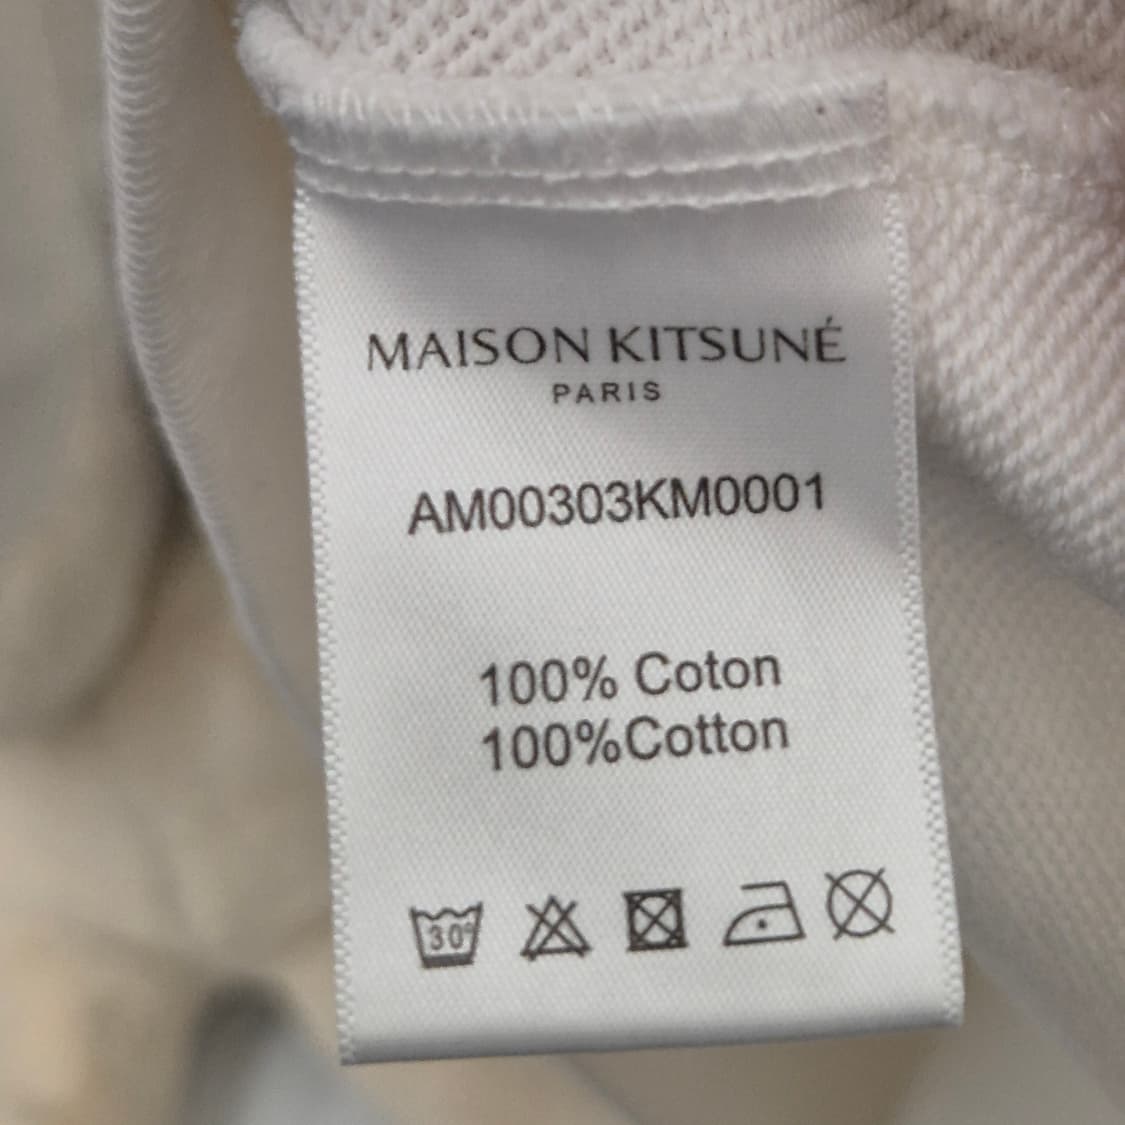 MAISON KITSUNÉ
PARIS
AM00303KM0001
100% Coton
100%Cotton
30°